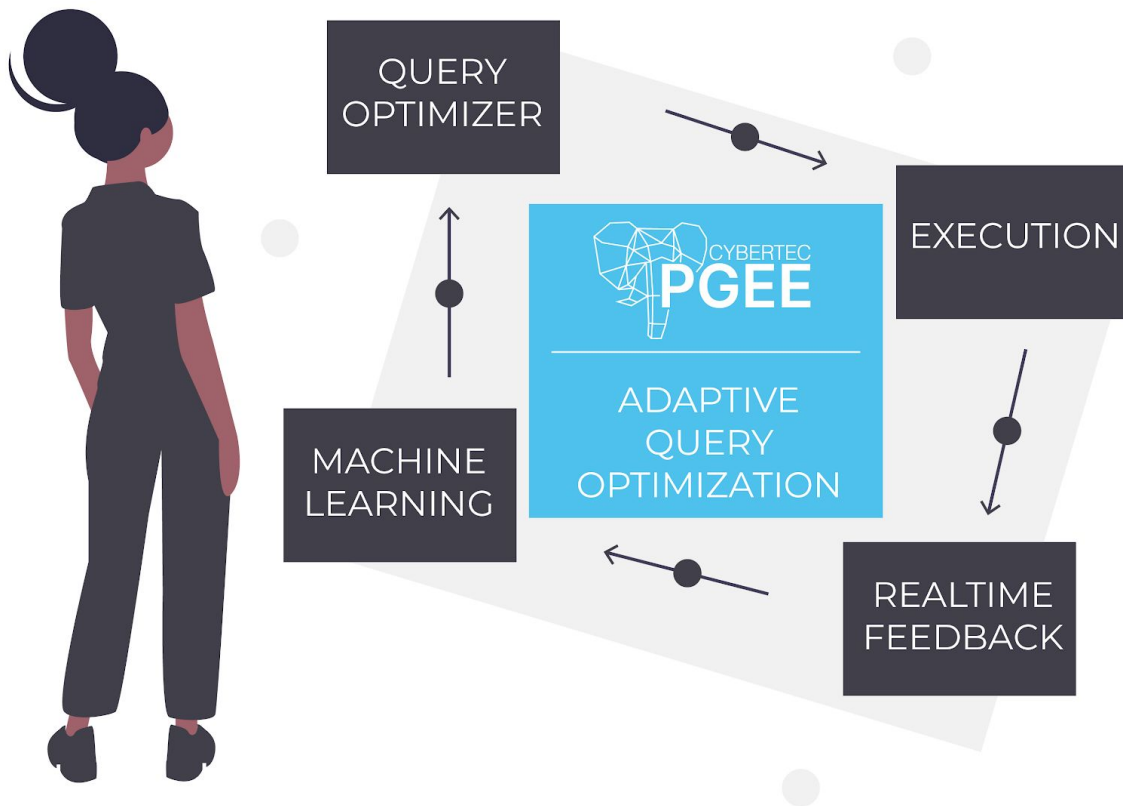 QUERY
OPTIMIZER
EXECUTION
CYBERTEC
PGEE
ADAPTIVE
QUERY
OPTIMIZATION
MACHINE
LEARNING
REALTIME
FEEDBACK